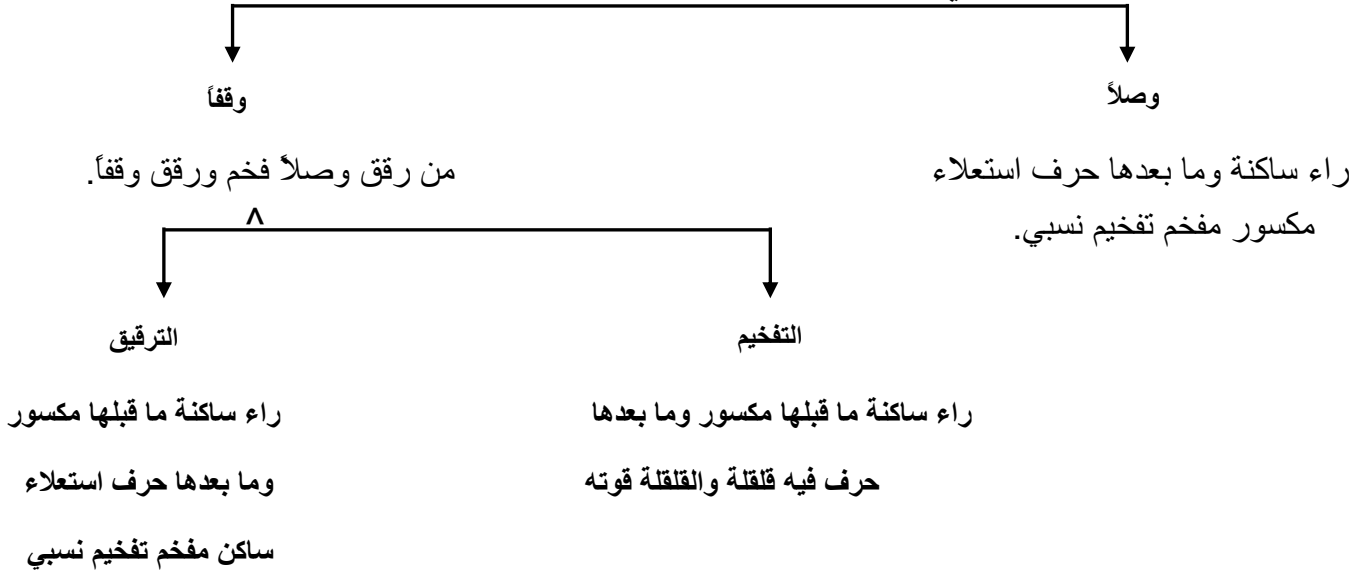 وصلاً
وقفاً
راء ساكنة وما بعدها حرف استعلاء
مكسور مفخم تفخيم نسبي.
من رقق وصلاً فخم ورقق وقفاً.
٨
التفخيم
الترقيق
راء ساكنة ما قبلها مكسور وما بعدها
حرف فيه قلقلة والقلقلة قوته
راء ساكنة ما قبلها مكسور
وما بعدها حرف استعلاء
ساكن مفخم تفخيم نسبي